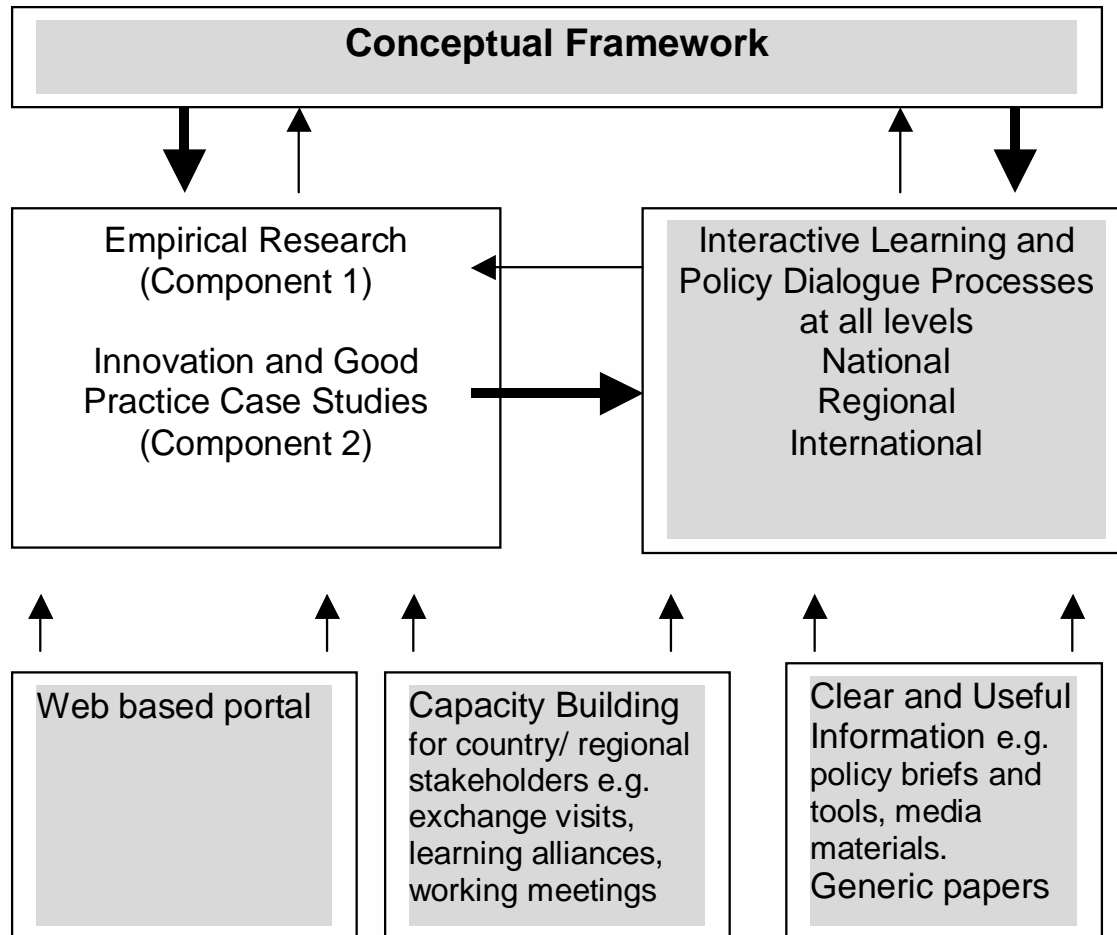 Conceptual Framework
Empirical Research
(Component 1)
Innovation and Good
Practice Case Studies
(Component 2)
Interactive Learning and
Policy Dialogue Processes
at all levels
National
Regional
International
Web based portal
Capacity Building
for country/ regional
stakeholders e.g.
exchange visits,
learning alliances,
working meetings
Clear and Useful
Information e.g.
policy briefs and
tools, media
materials.
Generic papers